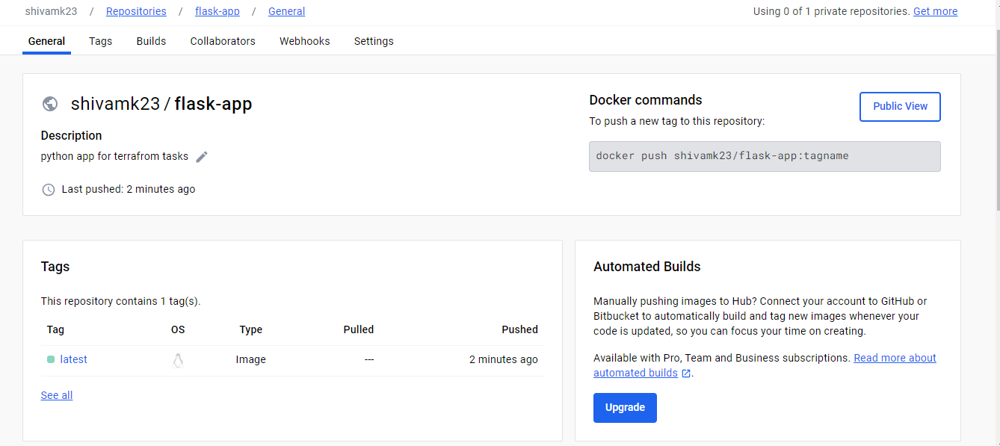 shivamk23 / Repositories / flask-app / General
Using 0 of 1 private repositories. Get more
General Tags Builds Collaborators Webhooks Settings
shivamk23 / flask-app
Description
python app for terrafrom tasks
Last pushed: 2 minutes ago
Docker commands
To push a new tag to this repository:
Public View
docker push shivamk23/flask-app:tagname
Tags
This repository contains 1 tag(s).
Tag OS Type Pulled Pushed
latest Image --- 2 minutes ago
See all
Automated Builds
Manually pushing images to Hub? Connect your account to GitHub or
Bitbucket to automatically build and tag new images whenever your
code is updated, so you can focus your time on creating.
Available with Pro, Team and Business subscriptions. Read more about
automated builds .
Upgrade